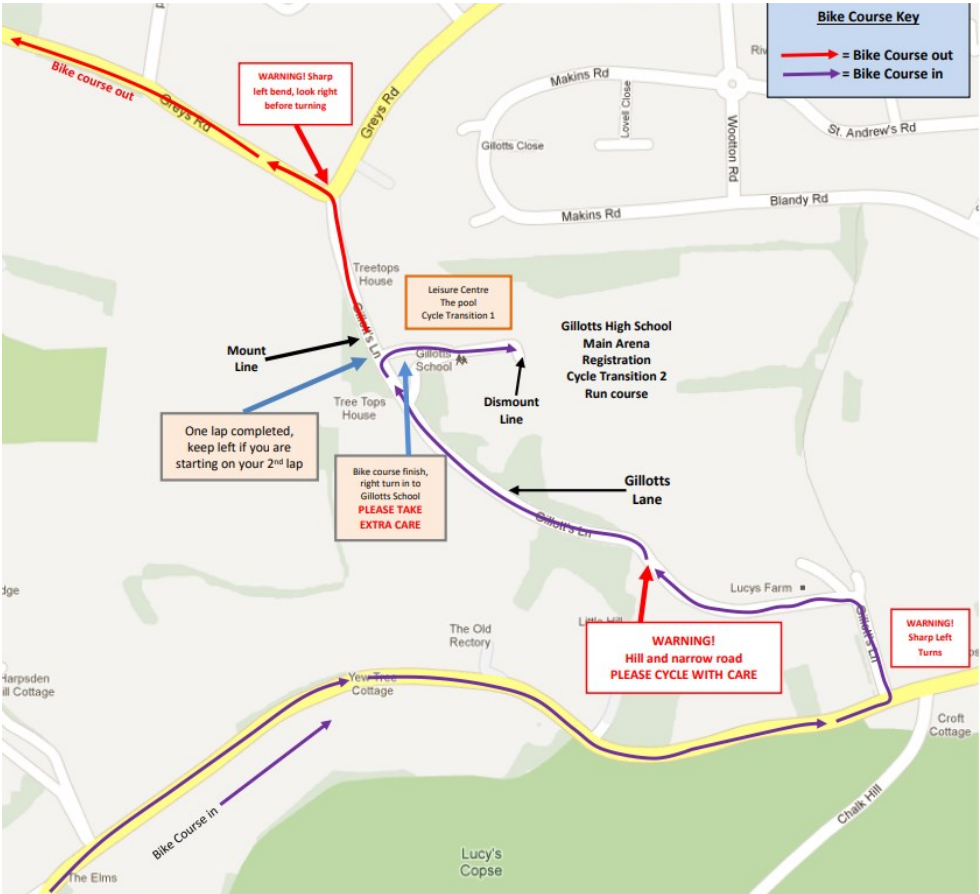 Bike Course Key
= Bike Course out
= Bike Course in
Bike course out
WARNING! Sharp
left bend, look right
before turning
Greys Rd
Greys Rd
Makins Rd
Lovell Close
Gillotts Close
Wootton Rd
St. Andrew's Rd
Makins Rd
Blandy Rd
Treetops
House
Gillott's Ln
Leisure Centre
The pool
Cycle Transition 1
Mount
Line
Gillotts
School
Gillotts High School
Main Arena
Registration
Cycle Transition 2
Run course
Tree Tops
House
Dismount
Line
One lap completed,
keep left if you are
starting on your 2nd lap
Bike course finish,
right turn in to
Gillotts School
PLEASE TAKE
EXTRA CARE
Gillotts
Lane
Gillott's Ln
Lucys Farm
Gillott's Ln
WARNING!
Sharp Left
Turns
WARNING!
Hill and narrow road
PLEASE CYCLE WITH CARE
The Old
Rectory
Harpsden
Yew Tree
Cottage
Croft
Cottage
Chalk Hill
Bike Course in
The Elms
Lucy's
Copse